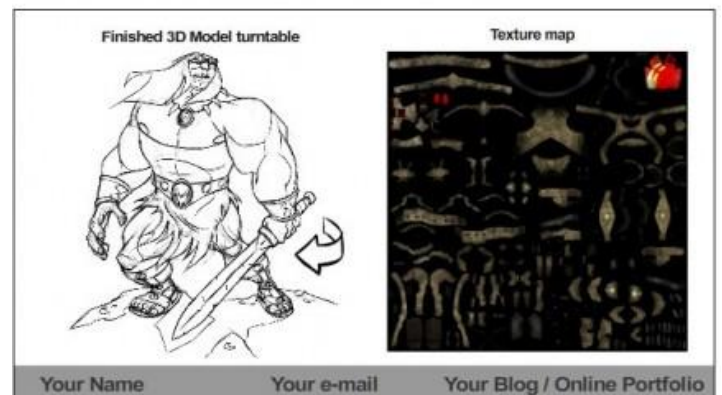 Finished 3D Model turntable
Texture map
Your Name
Your e-mail
Your Blog / Online Portfolio